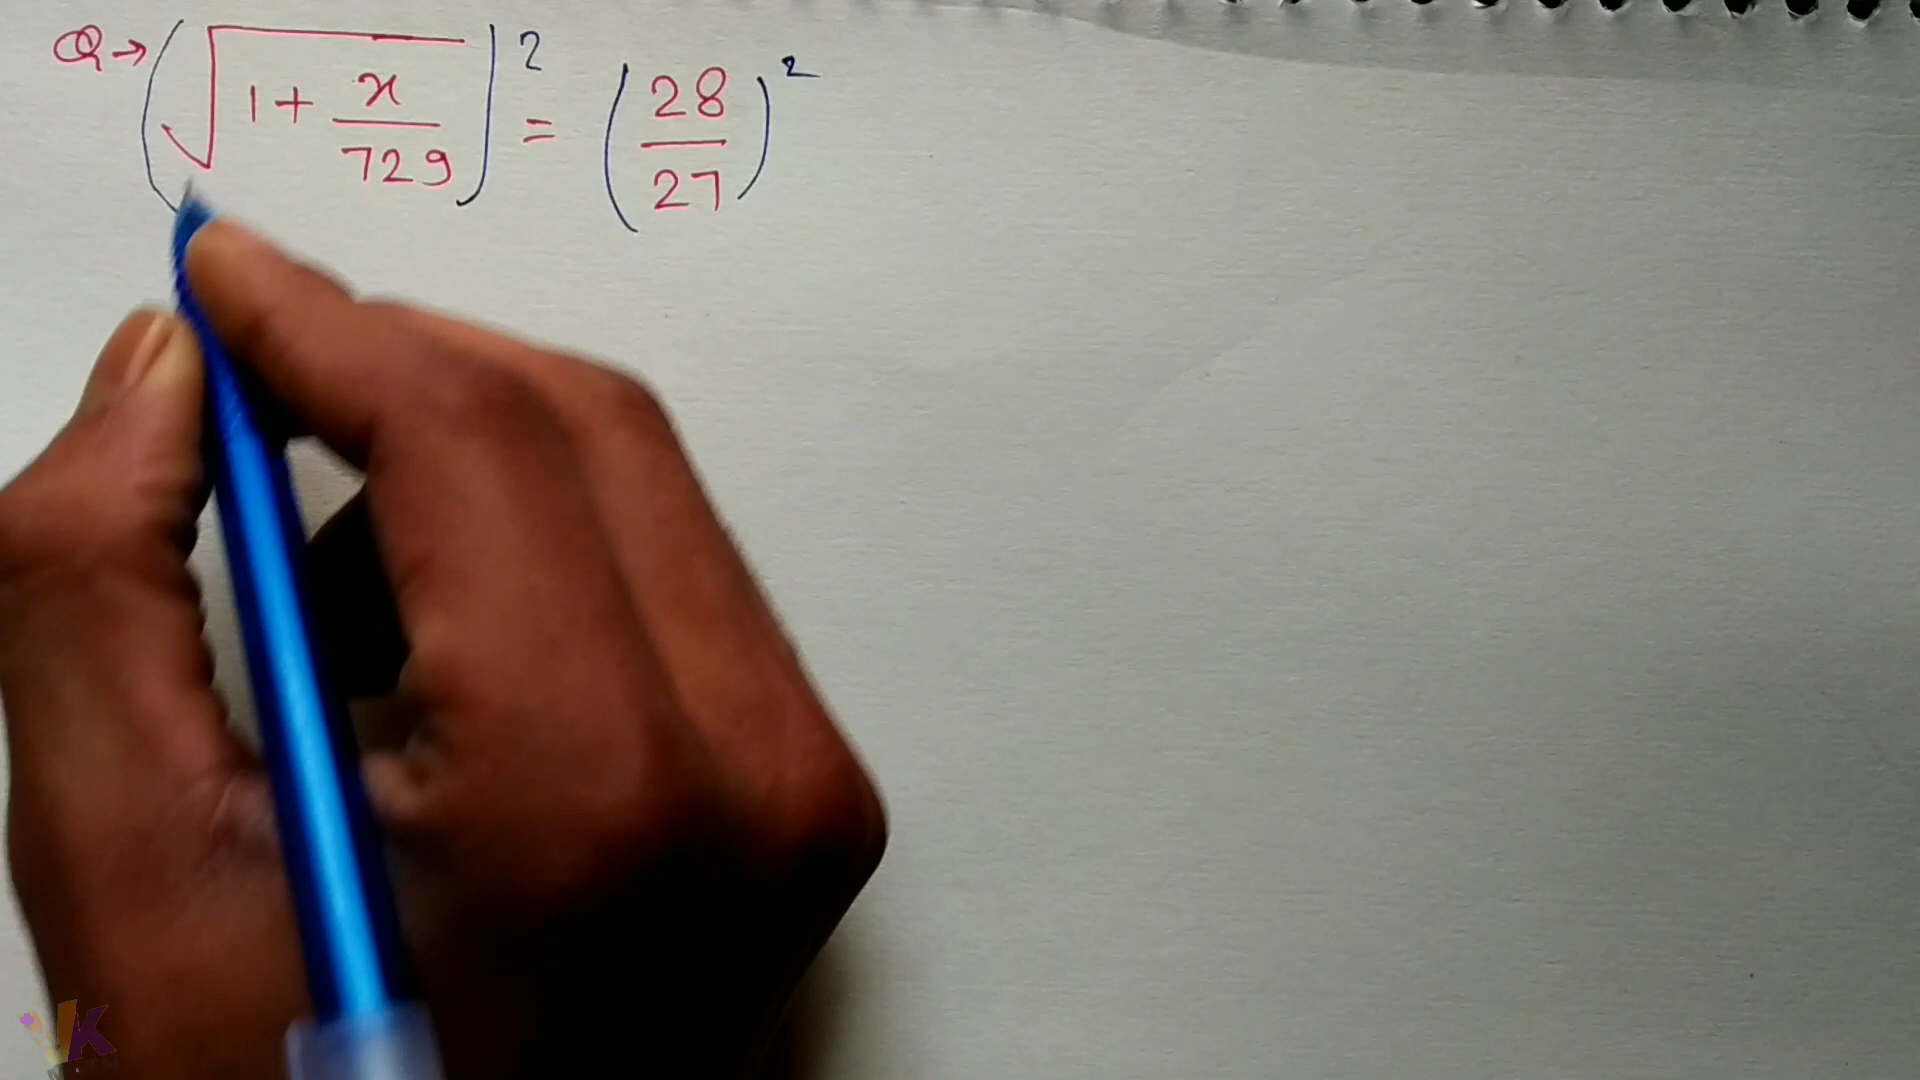 Q→ (√(1 + x/729))² = (28/27)²